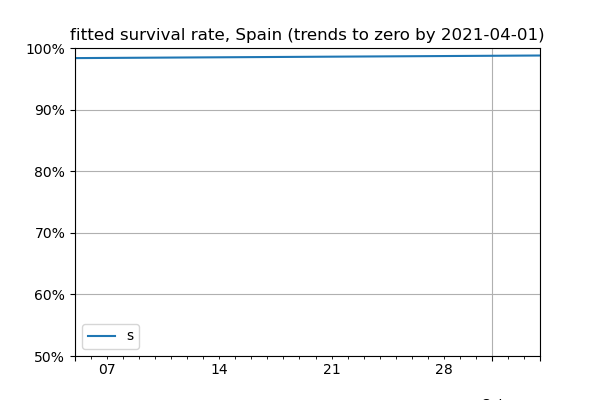 fitted survival rate, Spain (trends to zero by 2021-04-01)
100%
90%
80%
70%
60%
50%
s
07 14 21 28